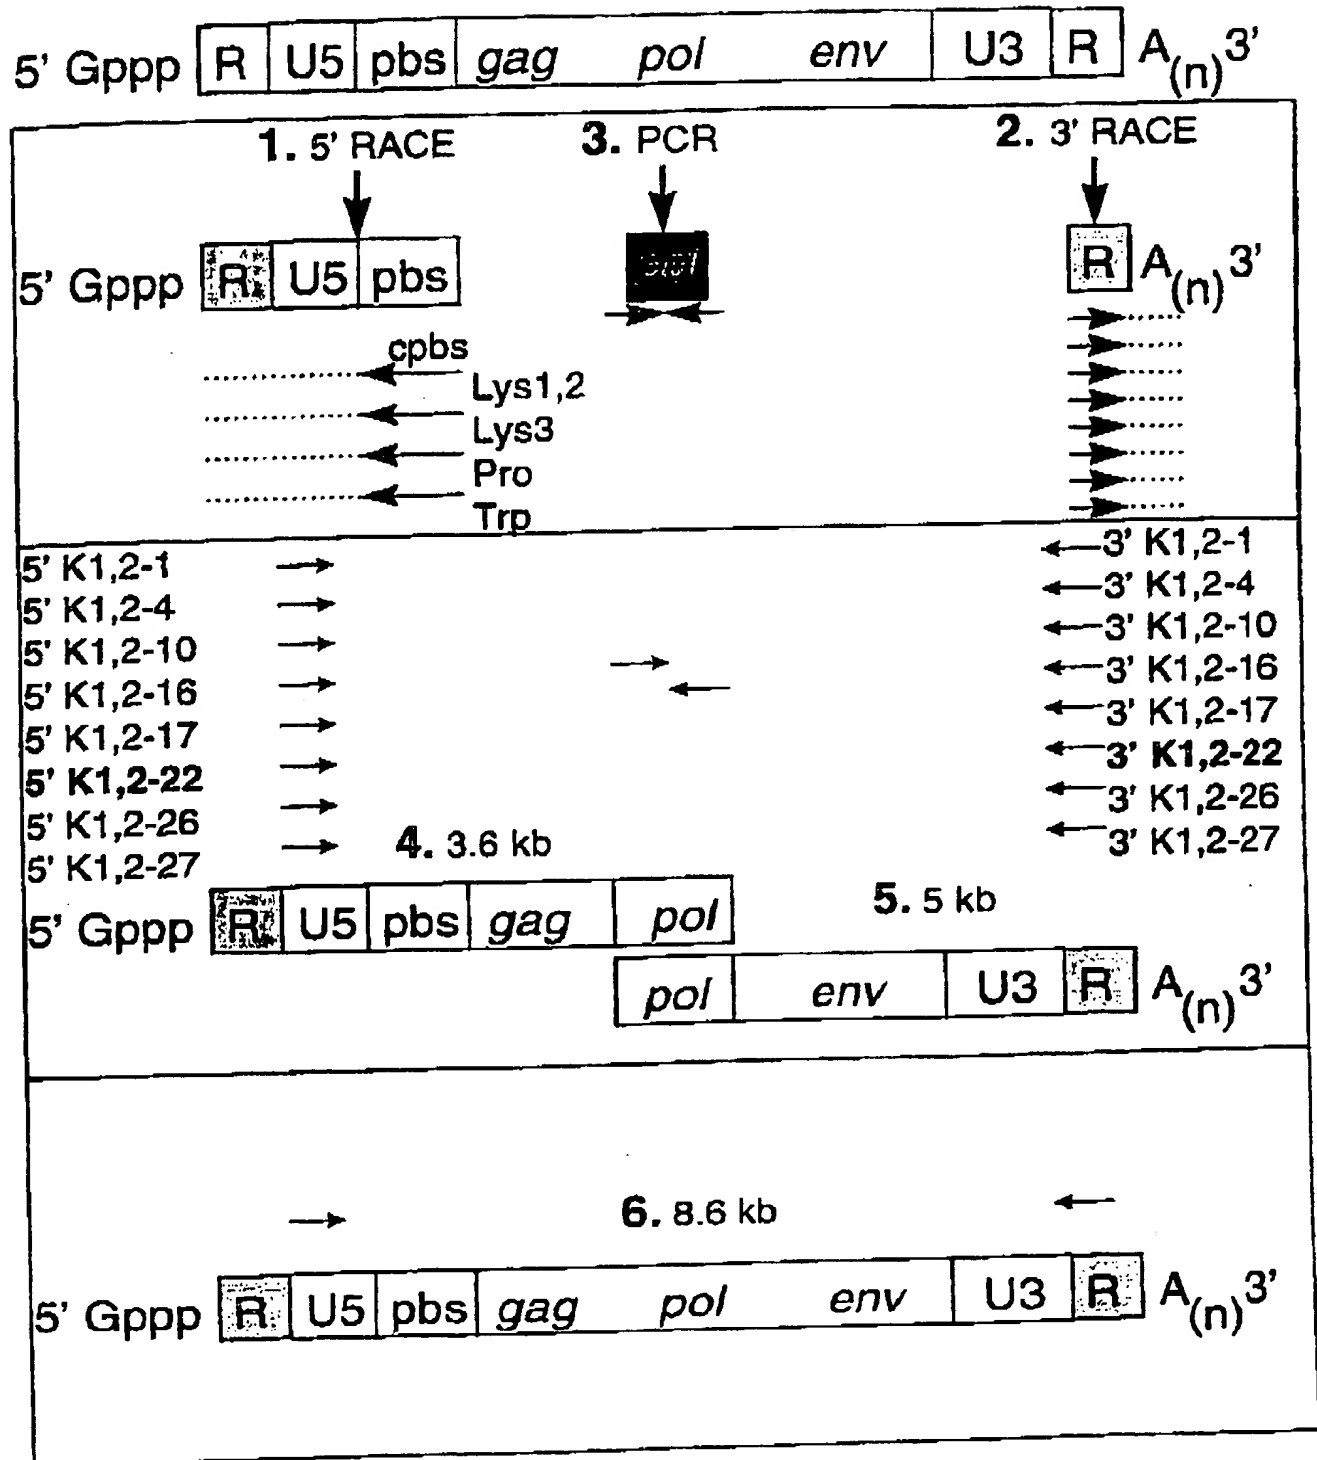 5' Gppp R U5 pbs gag pol env U3 R A(n)3'
1. 5' RACE 3. PCR 2. 3' RACE
5' Gppp R U5 pbs R A(n)3'
cpbs
Lys1,2
Lys3
Pro
Trp
5' K1,2-1
5' K1,2-4
5' K1,2-10
5' K1,2-16
5' K1,2-17
5' K1,2-22
5' K1,2-26
5' K1,2-27
3' K1,2-1
3' K1,2-4
3' K1,2-10
3' K1,2-16
3' K1,2-17
3' K1,2-22
3' K1,2-26
3' K1,2-27
4. 3.6 kb
5' Gppp R U5 pbs gag pol
5. 5 kb
pol env U3 R A(n)3'
6. 8.6 kb
5' Gppp R U5 pbs gag pol env U3 R A(n)3'